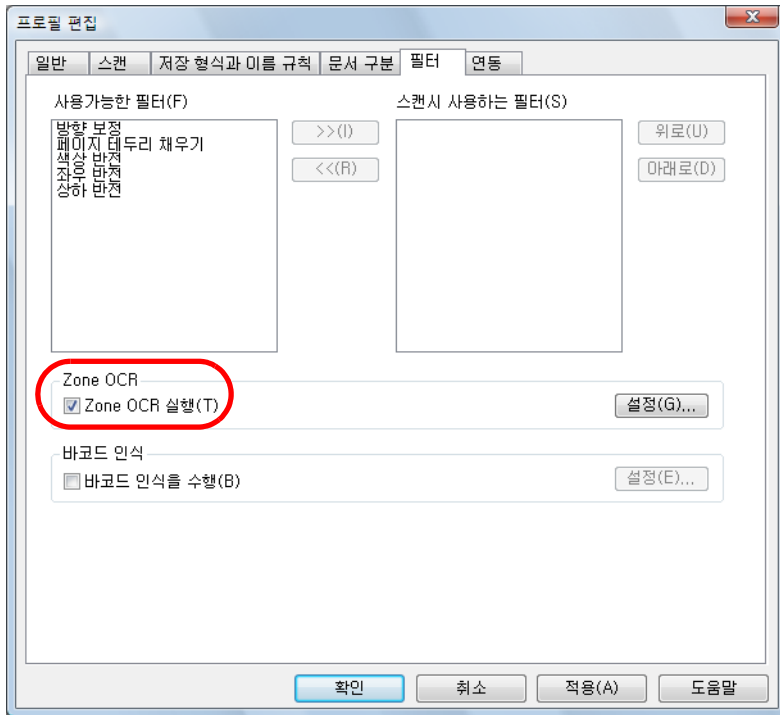 프로필 편집
일반 스캔 저장 형식과 이름 규칙 문서 구분 필터 연동
사용가능한 필터(F) 스캔시 사용하는 필터(S)
방향 보정
페이지 테두리 채우기
색상 반전
좌우 반전
상하 반전
>>(I)
<<(R)
위로(U)
아래로(D)
Zone OCR
Zone OCR 실행(T) 설정(G)...
바코드 인식
바코드 인식을 수행(B) 설정(E)...
확인 취소 적용(A) 도움말